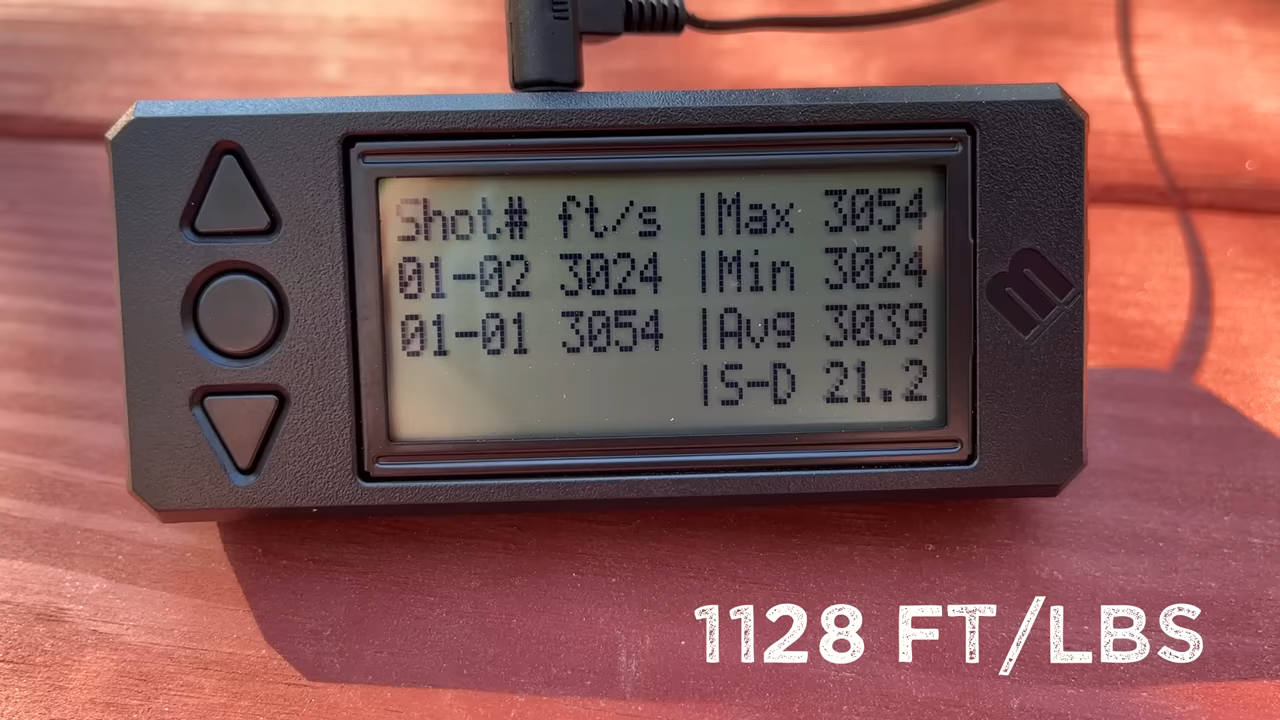 Shot# ft/s |Max 3054
01-02 3024 |Min 3024
01-01 3054 |Avg 3039
|S-D 21.2
m
1128 FT/LBS